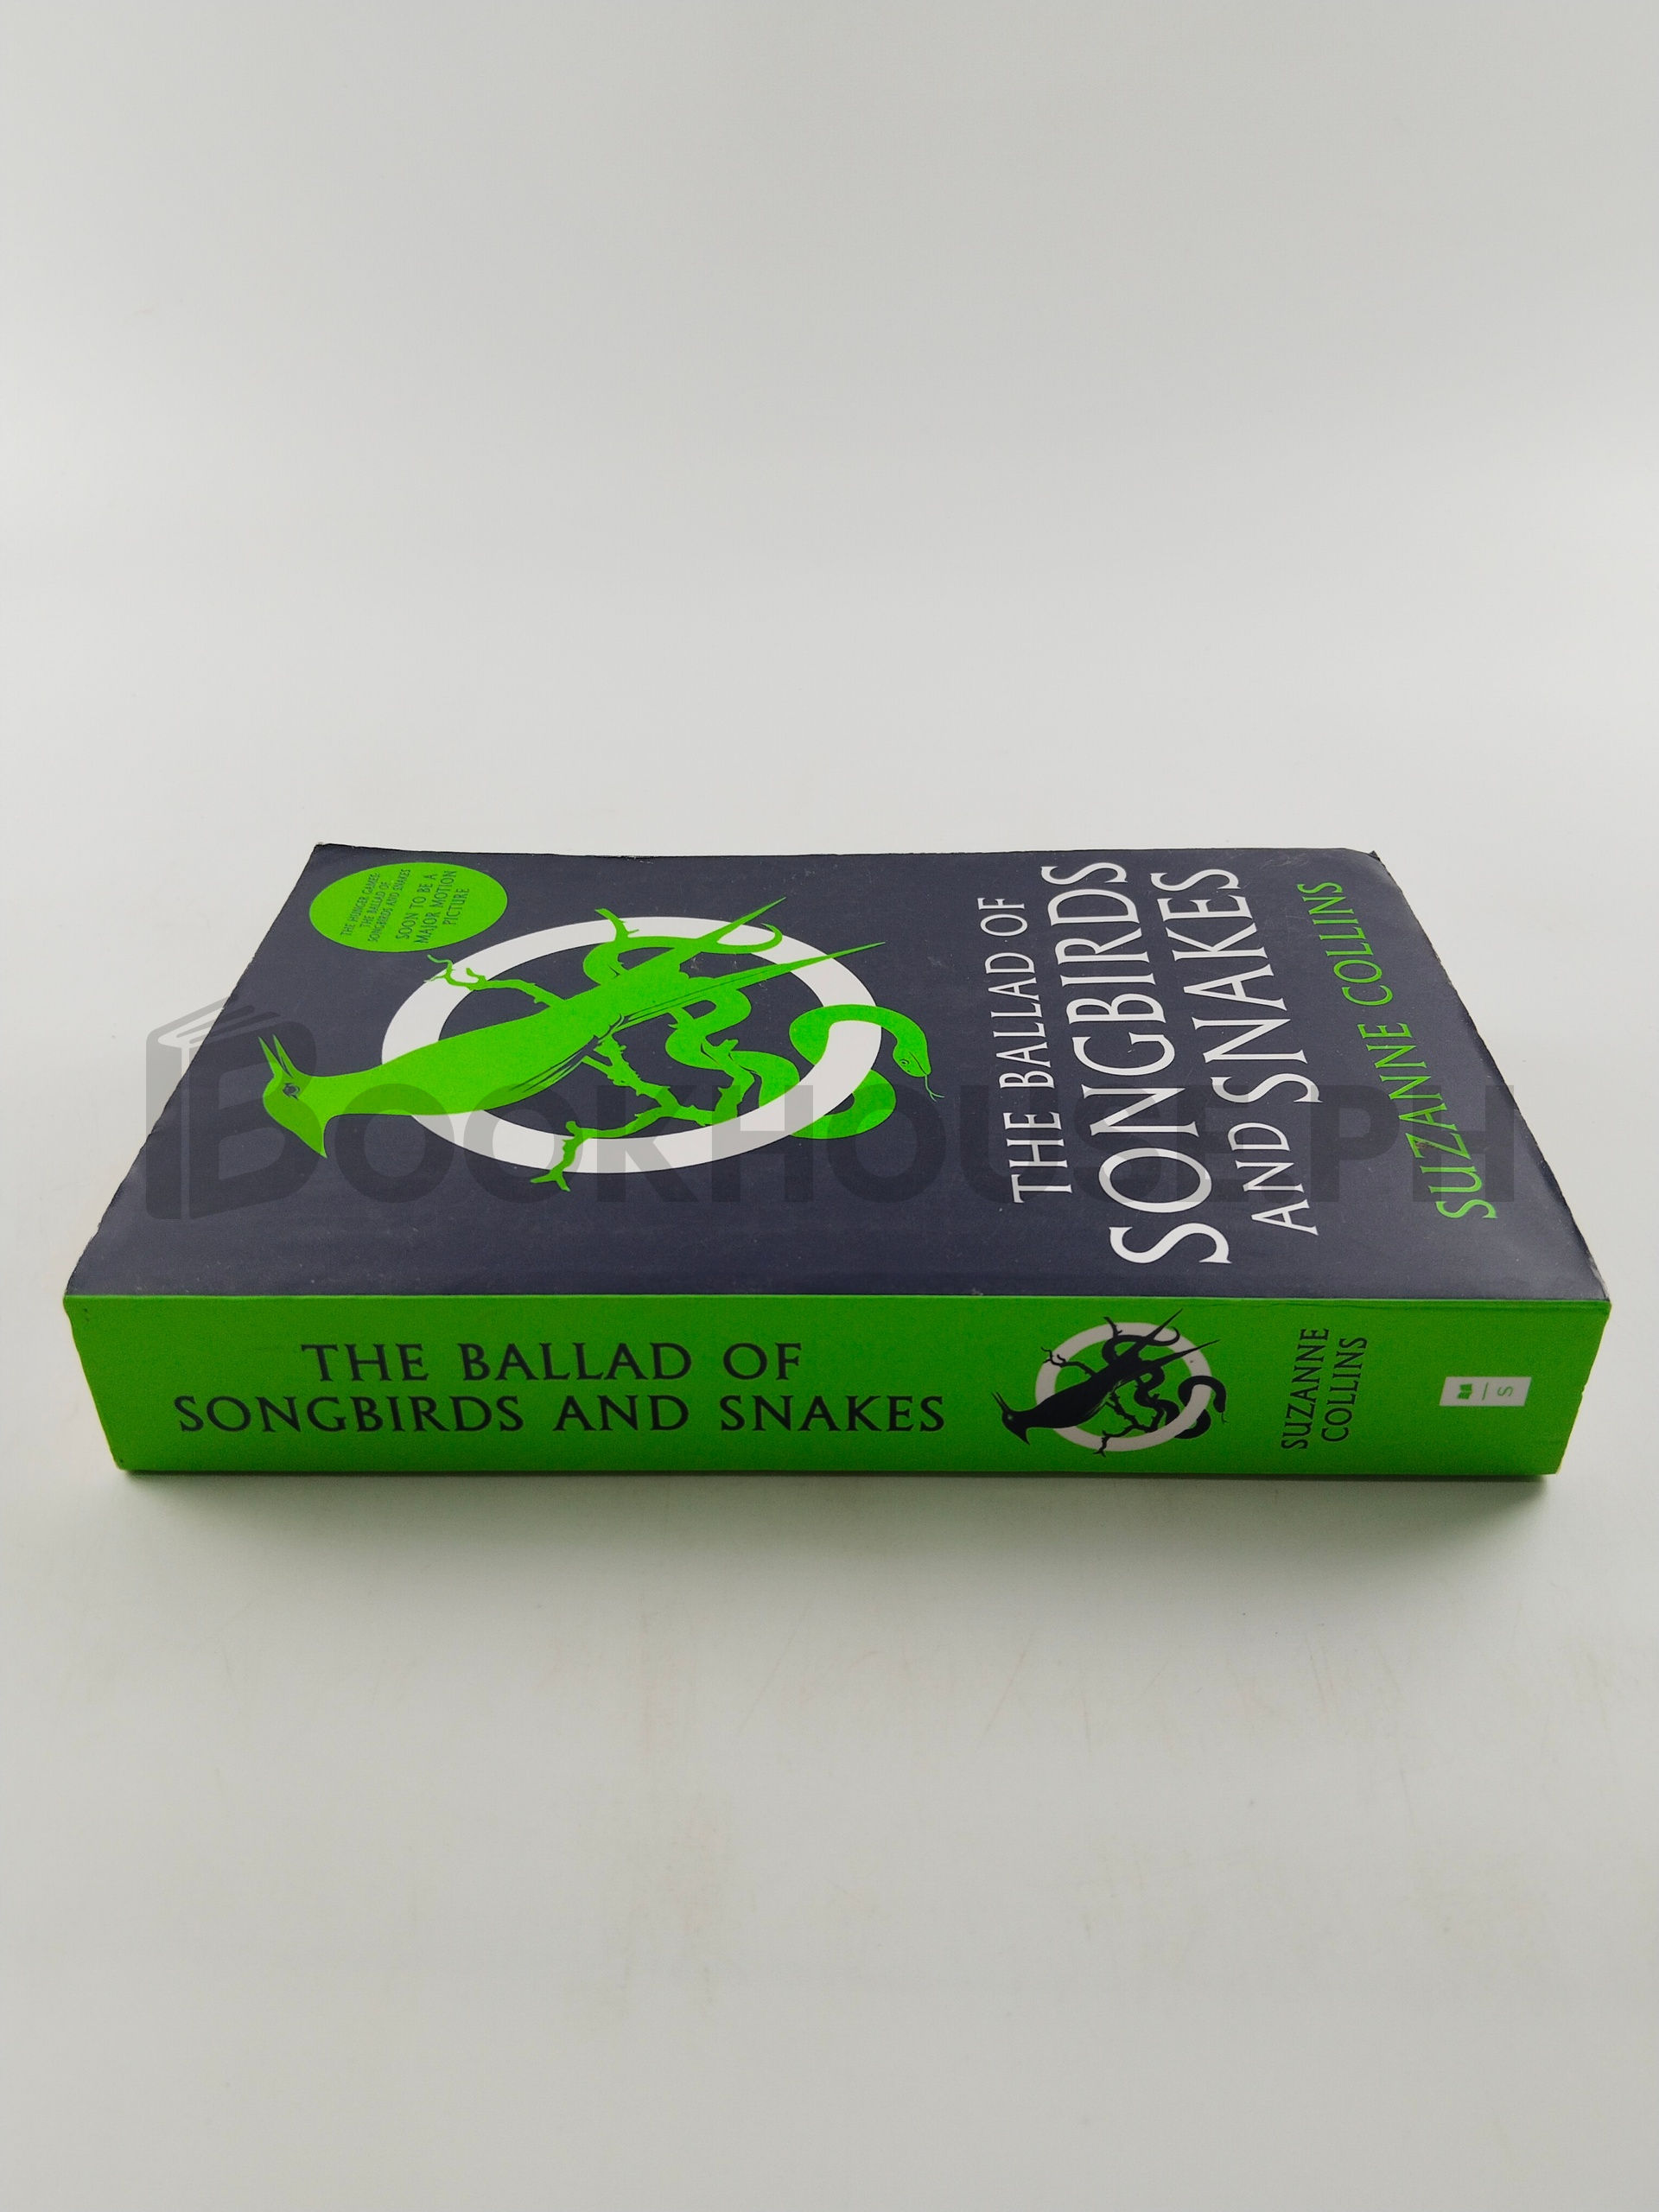 THE HUNGER GAMES:
THE BALLAD OF
SONGBIRDS AND SNAKES
SOON TO BE A
MAJOR MOTION
PICTURE
THE BALLAD OF
SONGBIRDS
AND SNAKES
SUZANNE COLLINS
BOOKHOUSE PH
THE BALLAD OF
SONGBIRDS AND SNAKES
SUZANNE
COLLINS
S